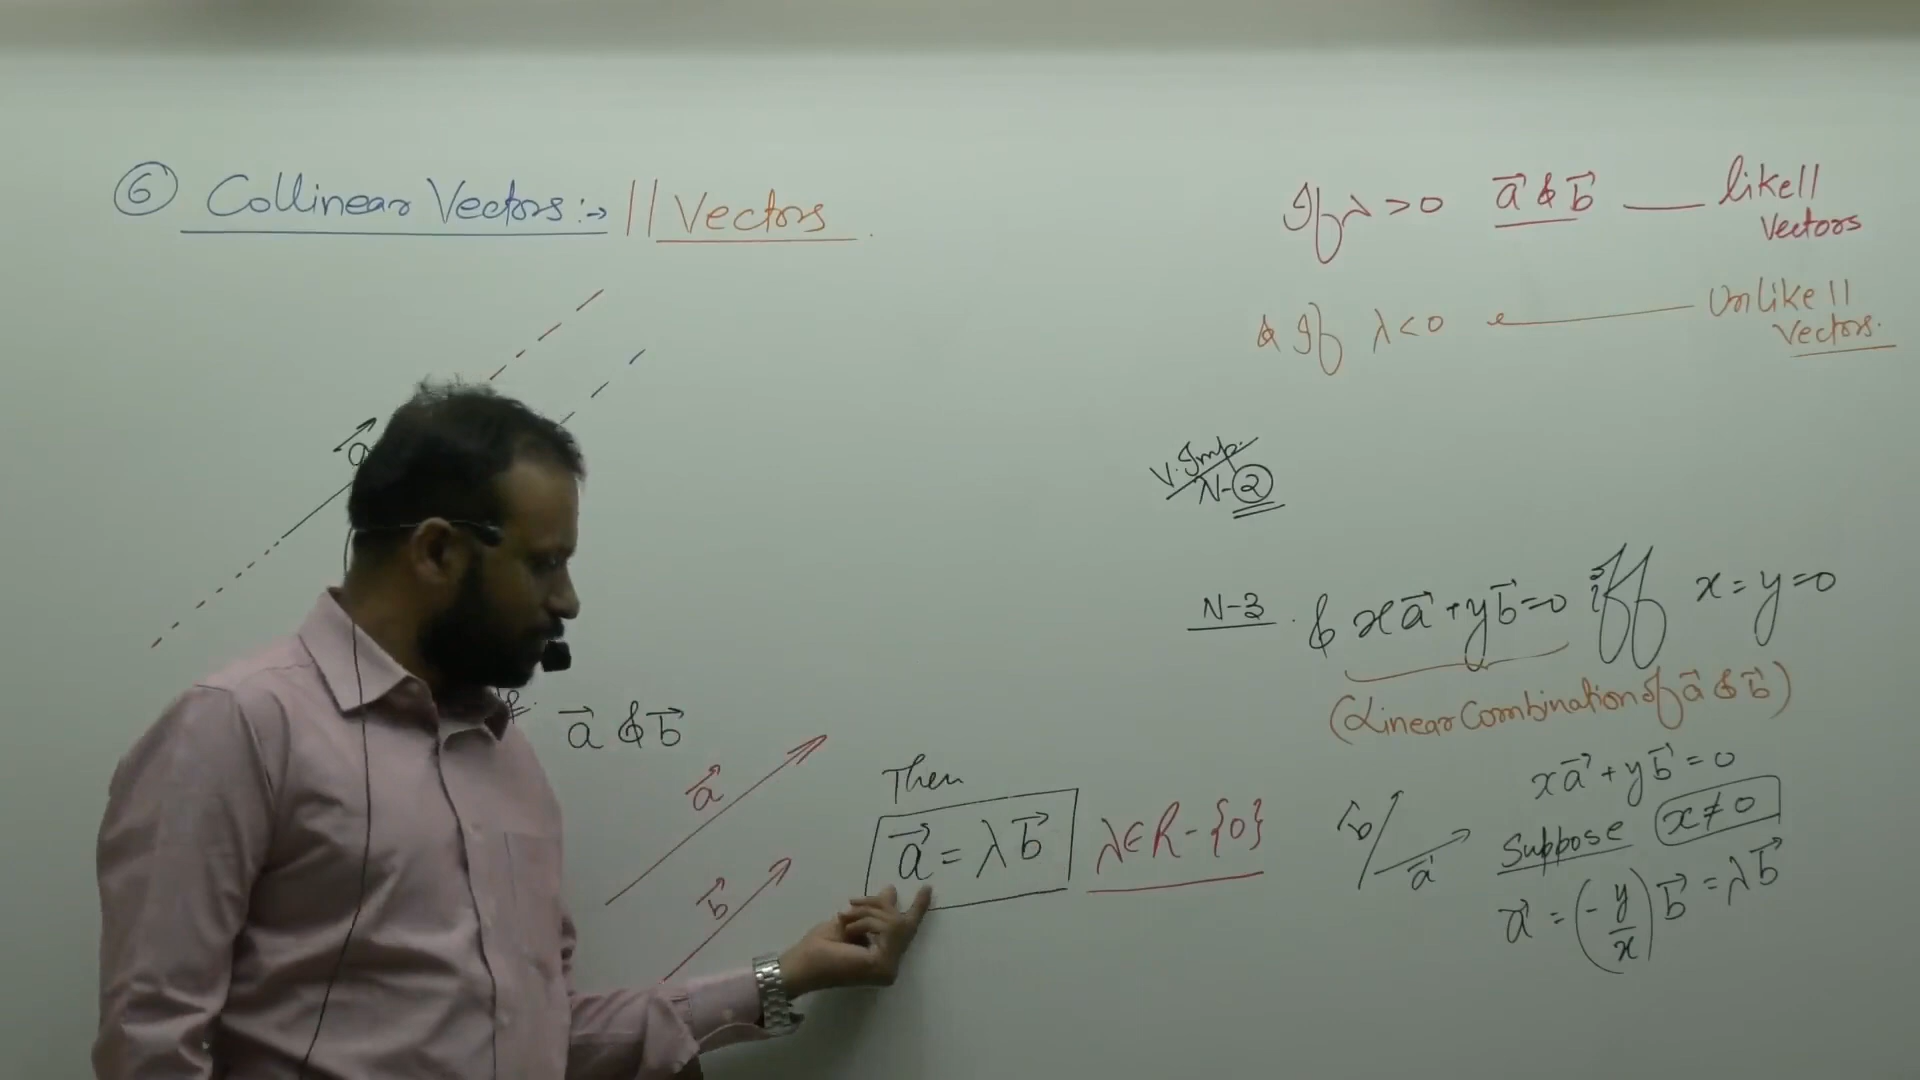 ⑥ Collinear Vectors:→ || Vectors.
If λ>0 a⃗ & b⃗ — like ||
Vectors
& If λ<0 — Unlike ||
Vectors.
a⃗
V. Imp.
N-②
N-3. & xa⃗ + yb⃗ = 0 iff x = y = 0
(Linear Combination of a⃗ & b⃗)
a⃗ & b⃗
a⃗
b⃗
Then
a⃗ = λb⃗ λ∈R-{0}
b⃗
a⃗
xa⃗ + yb⃗ = 0
Suppose x≠0
a⃗ = (-y/x) b⃗ = λb⃗